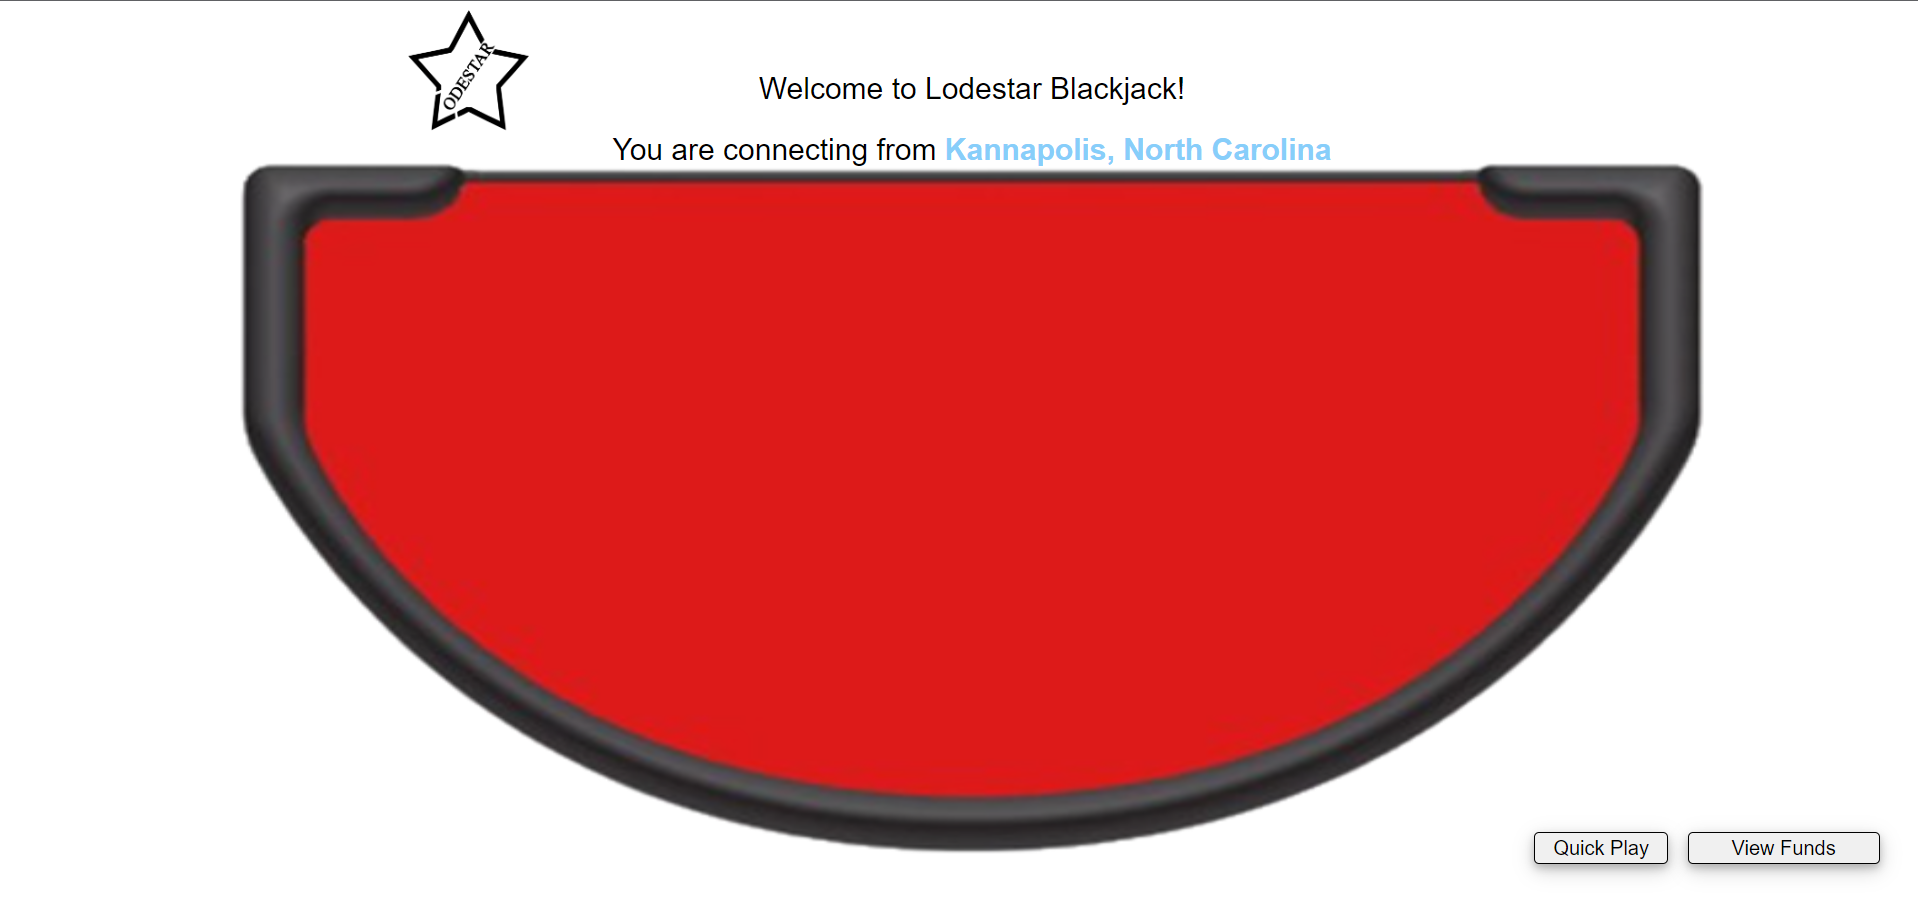 ODESTAR
Welcome to Lodestar Blackjack!
You are connecting from Kannapolis, North Carolina
Quick Play
View Funds